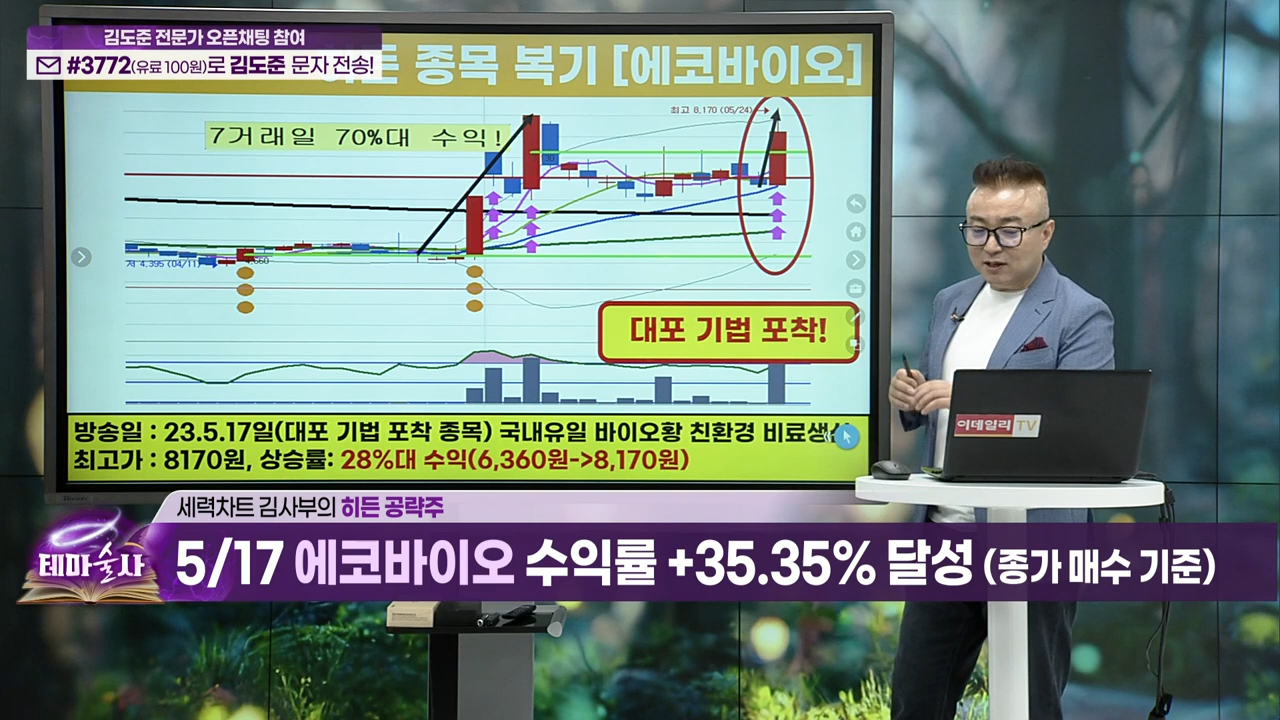 김도준 전문가 오픈채팅 참여
#3772(유료 100원)로 김도준 문자 전송!
종목 복기 [에코바이오]
최고 8,170 (05/24)
7거래일 70%대 수익!
저 4,395 (04/11)
대포 기법 포착!
방송일 : 23.5.17일(대포 기법 포착 종목) 국내유일 바이오황 친환경 비료생산
최고가 : 8170원, 상승률: 28%대 수익(6,360원->8,170원)
이데일리 TV
세력차트 김사부의 히든 공략주
테마술사
5/17 에코바이오 수익률 +35.35% 달성 (종가 매수 기준)